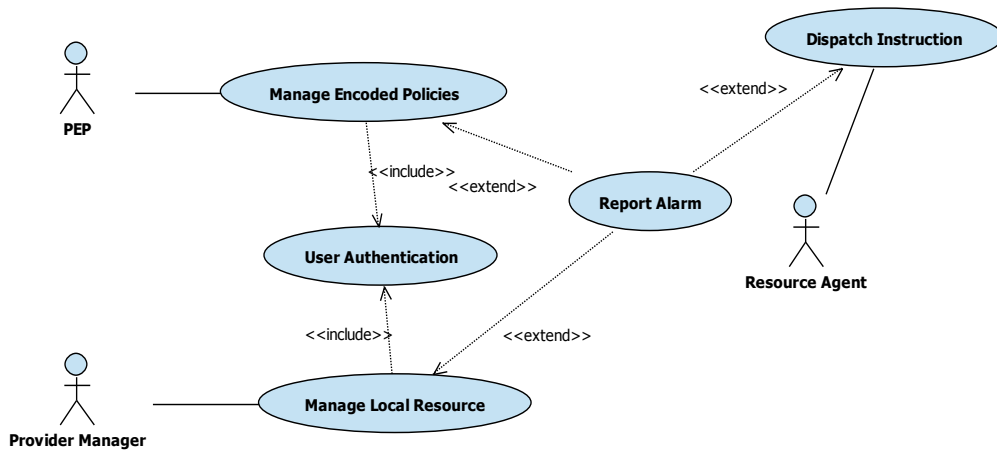 Dispatch Instruction
Manage Encoded Policies
<<extend>>
PEP
<<include>>
<<extend>>
Report Alarm
User Authentication
Resource Agent
<<include>>
<<extend>>
Manage Local Resource
Provider Manager